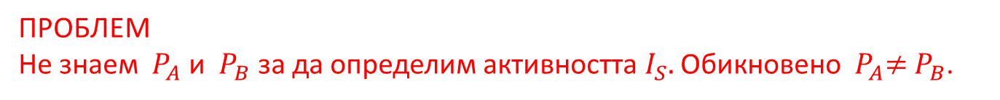 ПРОБЛЕМ
Не знаем P_A и P_B за да определим активността I_S. Обикновено P_A ≠ P_B.